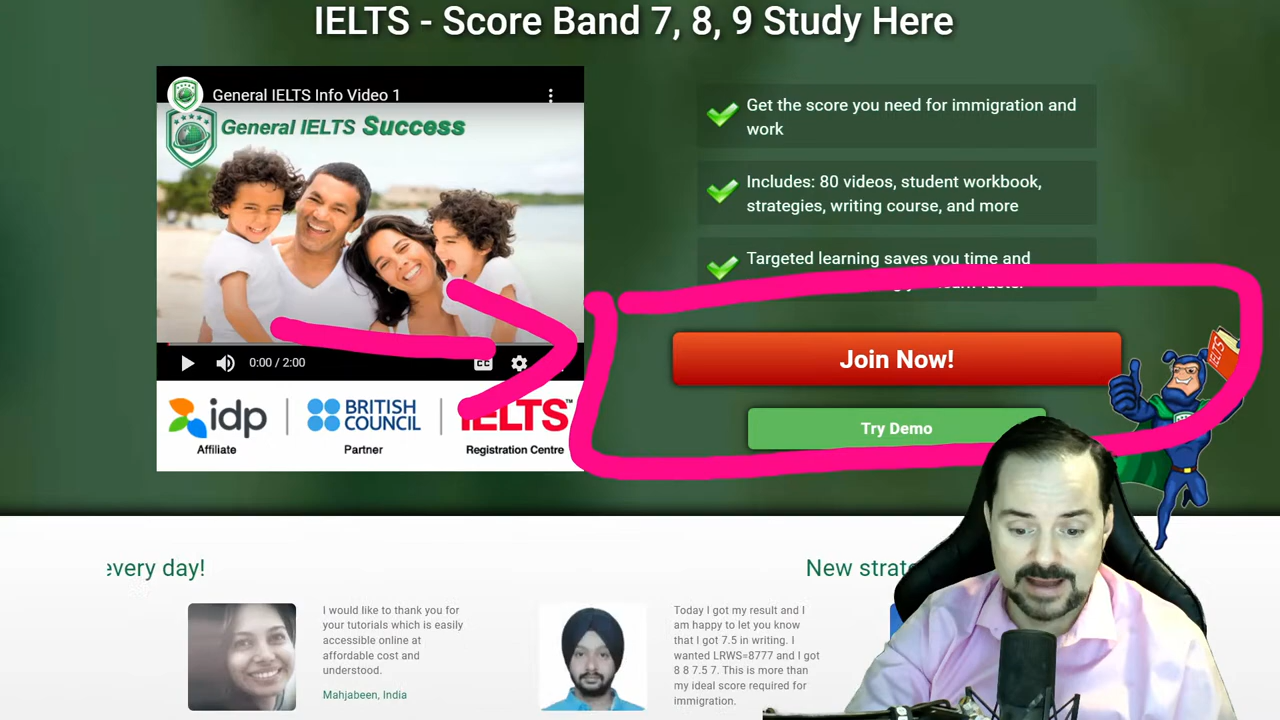 IELTS - Score Band 7, 8, 9 Study Here
General IELTS Info Video 1
General IELTS Success
0:00 / 2:00
CC
idp
Affiliate
BRITISH
COUNCIL
Partner
IELTS™
Registration Centre
Get the score you need for immigration and
work
Includes: 80 videos, student workbook,
strategies, writing course, and more
Targeted learning saves you time and
Join Now!
Try Demo
IELTS
every day!
New
I would like to thank you for
your tutorials which is easily
accessible online at
affordable cost and
understood.
Mahjabeen, India
Today I got my result and I
am happy to let you know
that I got 7.5 in writing. I
wanted LRWS=8777 and I got
8 8 7.5 7. This is more than
my ideal score required for
immigration.